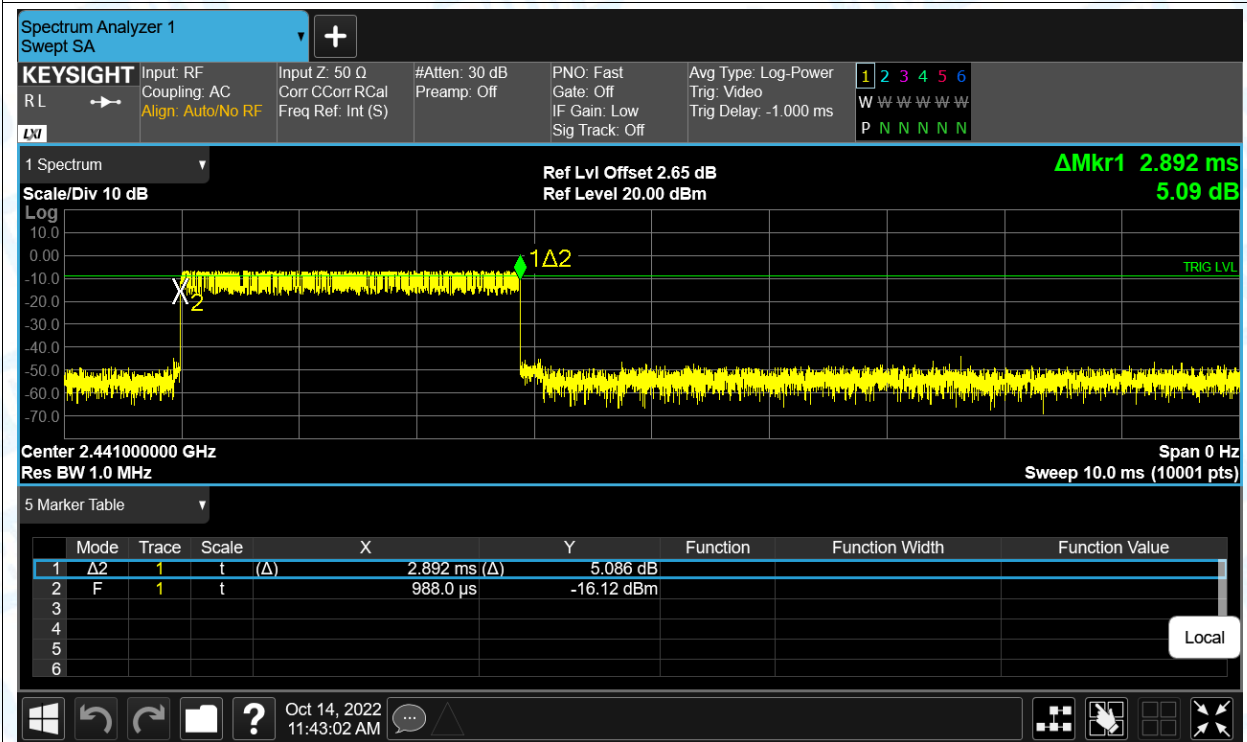 Spectrum Analyzer 1
Swept SA
+
KEYSIGHT Input: RF Input Z: 50 Ω #Atten: 30 dB PNO: Fast Avg Type: Log-Power 1 2 3 4 5 6
R L Coupling: AC Corr CCorr RCal Preamp: Off Gate: Off Trig: Video W W W W W W
Align: Auto/No RF Freq Ref: Int (S) IF Gain: Low Trig Delay: -1.000 ms
LXI Sig Track: Off P N N N N N
1 Spectrum
Ref Lvl Offset 2.65 dB ΔMkr1 2.892 ms
Scale/Div 10 dB Ref Level 20.00 dBm 5.09 dB
Log
10.0
0.00 1Δ2
TRIG LVL
-10.0
X2
-20.0
-30.0
-40.0
-50.0
-60.0
-70.0
Center 2.441000000 GHz Span 0 Hz
Res BW 1.0 MHz Sweep 10.0 ms (10001 pts)
5 Marker Table
Mode Trace Scale X Y Function Function Width Function Value
1 Δ2 1 t (Δ) 2.892 ms (Δ) 5.086 dB
2 F 1 t 988.0 µs -16.12 dBm
3
4
5
6
Local
?
Oct 14, 2022
11:43:02 AM